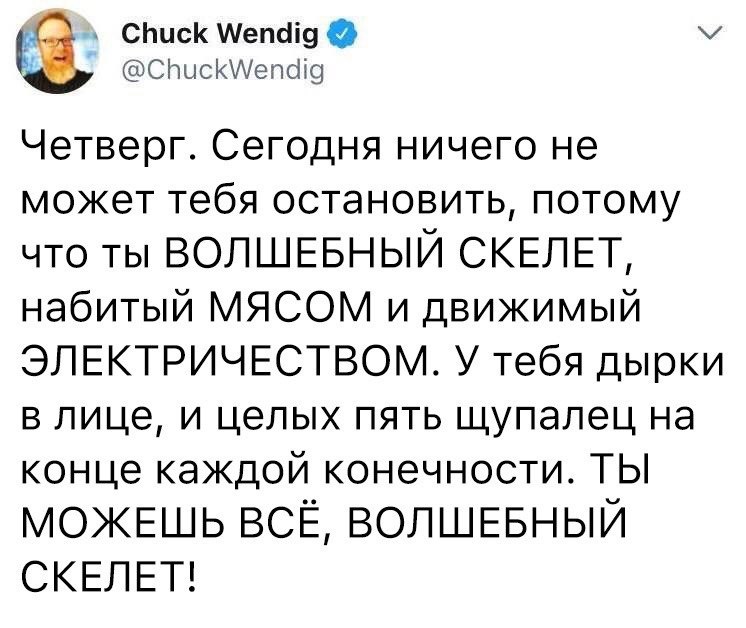 Chuck Wendig
@ChuckWendig
Четверг. Сегодня ничего не
может тебя остановить, потому
что ты ВОЛШЕБНЫЙ СКЕЛЕТ,
набитый МЯСОМ и движимый
ЭЛЕКТРИЧЕСТВОМ. У тебя дырки
в лице, и целых пять щупалец на
конце каждой конечности. ТЫ
МОЖЕШЬ ВСЁ, ВОЛШЕБНЫЙ
СКЕЛЕТ!